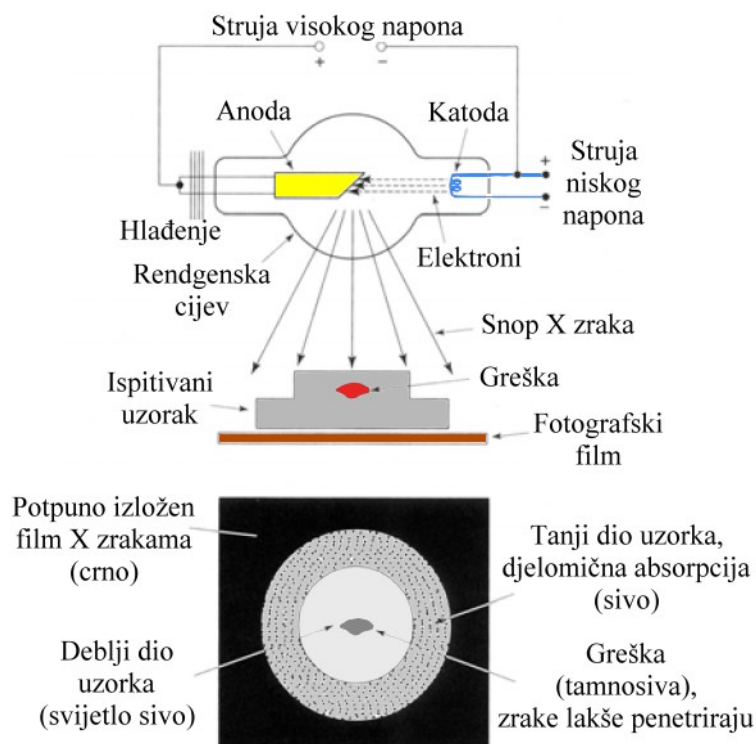 Struja visokog napona
+
−
Anoda
Katoda
+
Struja
niskog
napona
−
Hlađenje
Rendgenska
cijev
Elektroni
Snop X zraka
Ispitivani
uzorak
Greška
Fotografski
film
Potpuno izložen
film X zrakama
(crno)
Tanji dio uzorka,
djelomična absorpcija
(sivo)
Deblji dio
uzorka
(svijetlo sivo)
Greška
(tamnosiva),
zrake lakše penetriraju